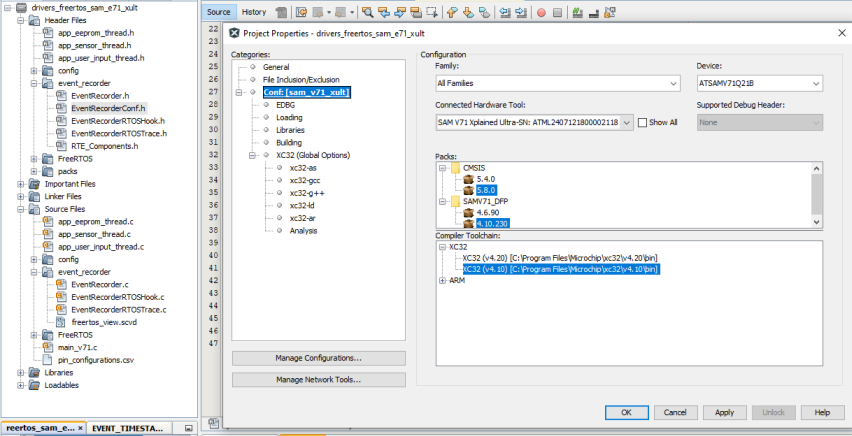 drivers_freertos_sam_e71_xult
Header Files
app_eeprom_thread.h
app_sensor_thread.h
app_user_input_thread.h
config
event_recorder
EventRecorder.h
EventRecorderConf.h
EventRecorderRTOSHook.h
EventRecorderRTOSTrace.h
RTE_Components.h
FreeRTOS
packs
Important Files
Linker Files
Source Files
app_eeprom_thread.c
app_sensor_thread.c
app_user_input_thread.c
config
event_recorder
EventRecorder.c
EventRecorderRTOSHook.c
EventRecorderRTOSTrace.c
freertos_view.scvd
FreeRTOS
main_v71.c
pin_configurations.csv
Libraries
Loadables
reertos_sam_e... × EVENT_TIMESTA...
Source History
22
23
24
25
26
27
28
29
30
31
32
33
34
35
36
37
38
39
40
41
42
43
44
45
46
47
Project Properties - drivers_freertos_sam_e71_xult
Categories:
General
File Inclusion/Exclusion
Conf: [sam_v71_xult]
EDBG
Loading
Libraries
Building
XC32 (Global Options)
xc32-as
xc32-gcc
xc32-g++
xc32-ld
xc32-ar
Analysis
Manage Configurations...
Manage Network Tools...
Configuration
Family:
All Families
Device:
ATSAMV71Q21B
Connected Hardware Tool:
SAM V71 Xplained Ultra-SN: ATML2407121800002118
Show All
Supported Debug Header:
None
Packs:
CMSIS
5.4.0
5.8.0
SAMV71_DFP
4.6.90
4.10.230
Compiler Toolchain:
XC32
XC32 (v4.20) [C:\Program Files\Microchip\xc32\v4.20\bin]
XC32 (v4.10) [C:\Program Files\Microchip\xc32\v4.10\bin]
ARM
OK Cancel Apply Unlock Help